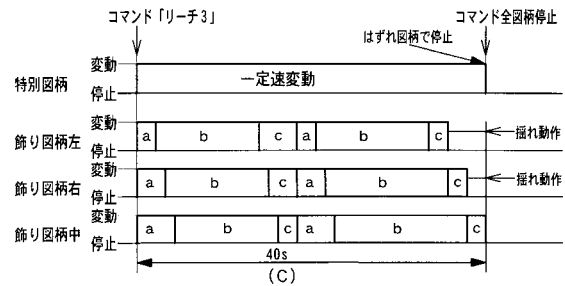 コマンド「リーチ3」
コマンド全図柄停止
はずれ図柄で停止
特別図柄 変動 停止 一定速変動
飾り図柄左 変動 停止 a b c a b c 揺れ動作
飾り図柄右 変動 停止 a b c a b c 揺れ動作
飾り図柄中 変動 停止 a b c a b c
40s
(C)